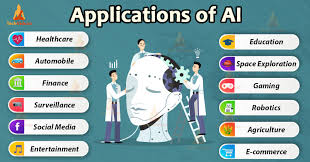 Applications of AI
Healthcare
Automobile
Finance
Surveillance
Social Media
Entertainment
Education
Space Exploration
Gaming
Robotics
Agriculture
E-commerce